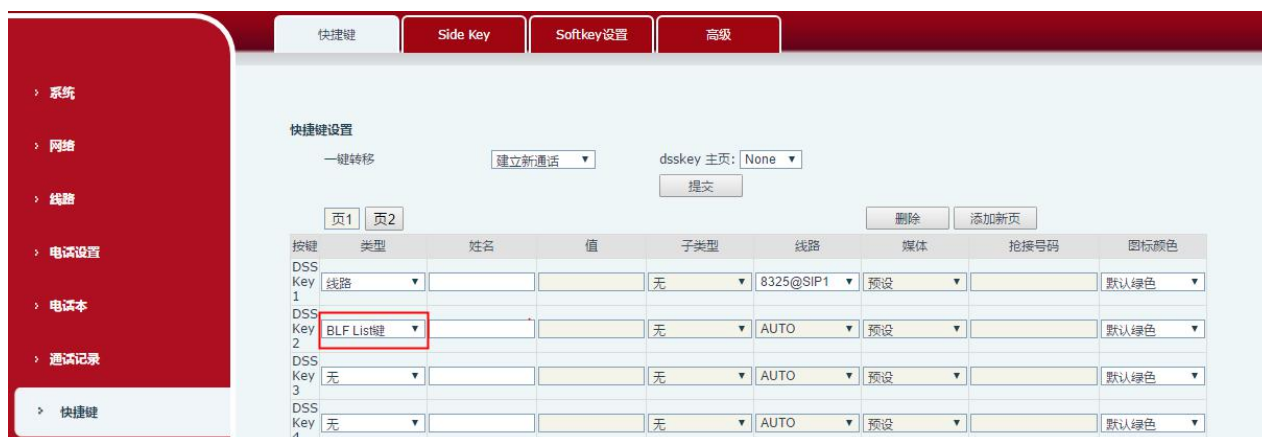 快捷键 Side Key Softkey设置 高级
系统
网络
线路
电话设置
电话本
通话记录
快捷键
快捷键设置
一键转移 建立新通话 dsskey 主页: None
提交
页1 页2 删除 添加新页
按键 类型 姓名 值 子类型 线路 媒体 抢接号码 图标颜色
DSS Key 1 线路 无 8325@SIP1 预设 默认绿色
DSS Key 2 BLF List键 无 AUTO 预设 默认绿色
DSS Key 3 无 无 AUTO 预设 默认绿色
DSS Key 无 无 AUTO 预设 默认绿色